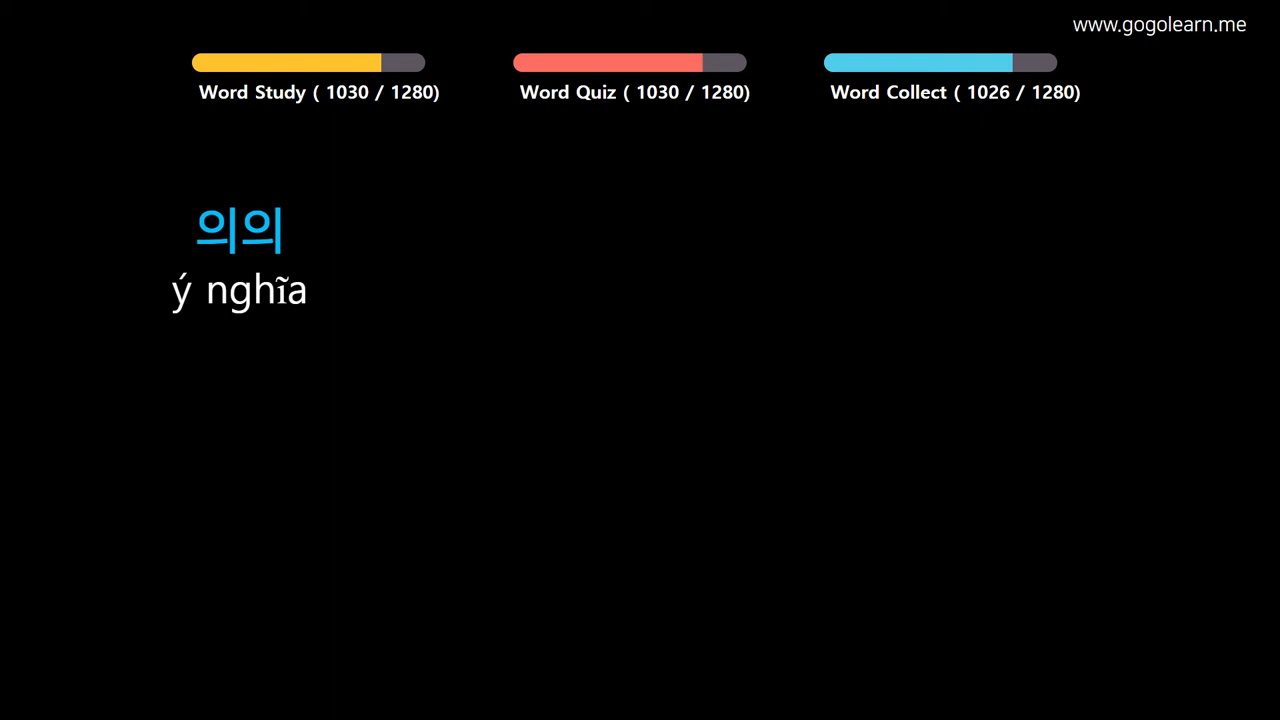 www.gogolearn.me
Word Study ( 1030 / 1280)
Word Quiz ( 1030 / 1280)
Word Collect ( 1026 / 1280)
의의
ý nghĩa